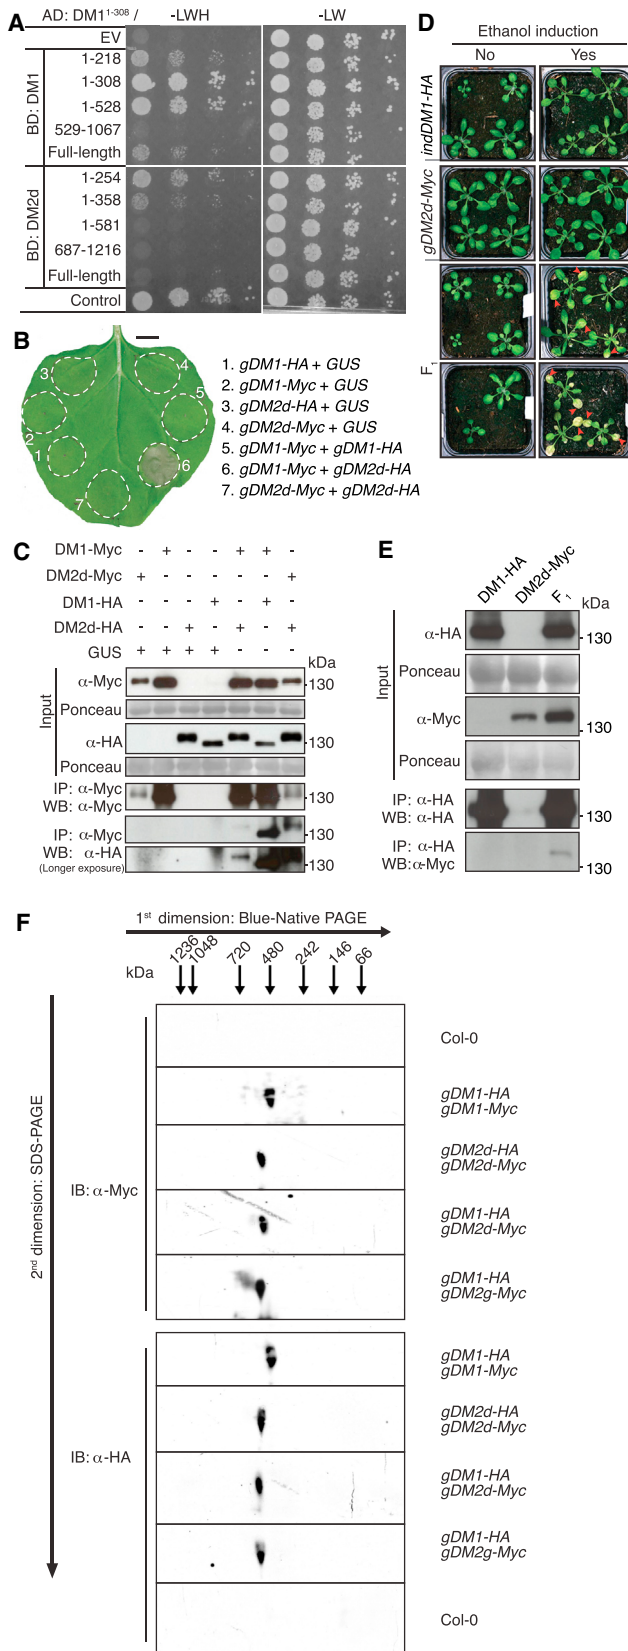 A
AD: DM1¹⁻³⁰⁸ / -LWH -LW
EV
BD: DM1
1-218
1-308
1-528
529-1067
Full-length
BD: DM2d
1-254
1-358
1-581
687-1216
Full-length
Control
B
1
2
3
4
5
6
7
1. gDM1-HA + GUS
2. gDM1-Myc + GUS
3. gDM2d-HA + GUS
4. gDM2d-Myc + GUS
5. gDM1-Myc + gDM1-HA
6. gDM1-Myc + gDM2d-HA
7. gDM2d-Myc + gDM2d-HA
C
DM1-Myc - + - - + + -
DM2d-Myc + - - - - - +
DM1-HA - - - + - + -
DM2d-HA - - + - + - +
GUS + + + + - - -
kDa
Input
α-Myc 130
Ponceau
α-HA 130
Ponceau
IP: α-Myc
WB: α-Myc 130
IP: α-Myc
WB: α-HA
(Longer exposure)
130
130
D
Ethanol induction
No Yes
indDM1-HA
gDM2d-Myc
F₁
E
DM1-HA DM2d-Myc F₁
kDa
Input
α-HA 130
Ponceau
α-Myc 130
Ponceau
IP: α-HA
WB: α-HA 130
IP: α-HA
WB:α-Myc 130
F
1st dimension: Blue-Native PAGE
kDa 1236 1048 720 480 242 146 66
2nd dimension: SDS-PAGE
IB: α-Myc
Col-0
gDM1-HA
gDM1-Myc
gDM2d-HA
gDM2d-Myc
gDM1-HA
gDM2d-Myc
gDM1-HA
gDM2g-Myc
IB: α-HA
gDM1-HA
gDM1-Myc
gDM2d-HA
gDM2d-Myc
gDM1-HA
gDM2d-Myc
gDM1-HA
gDM2g-Myc
Col-0